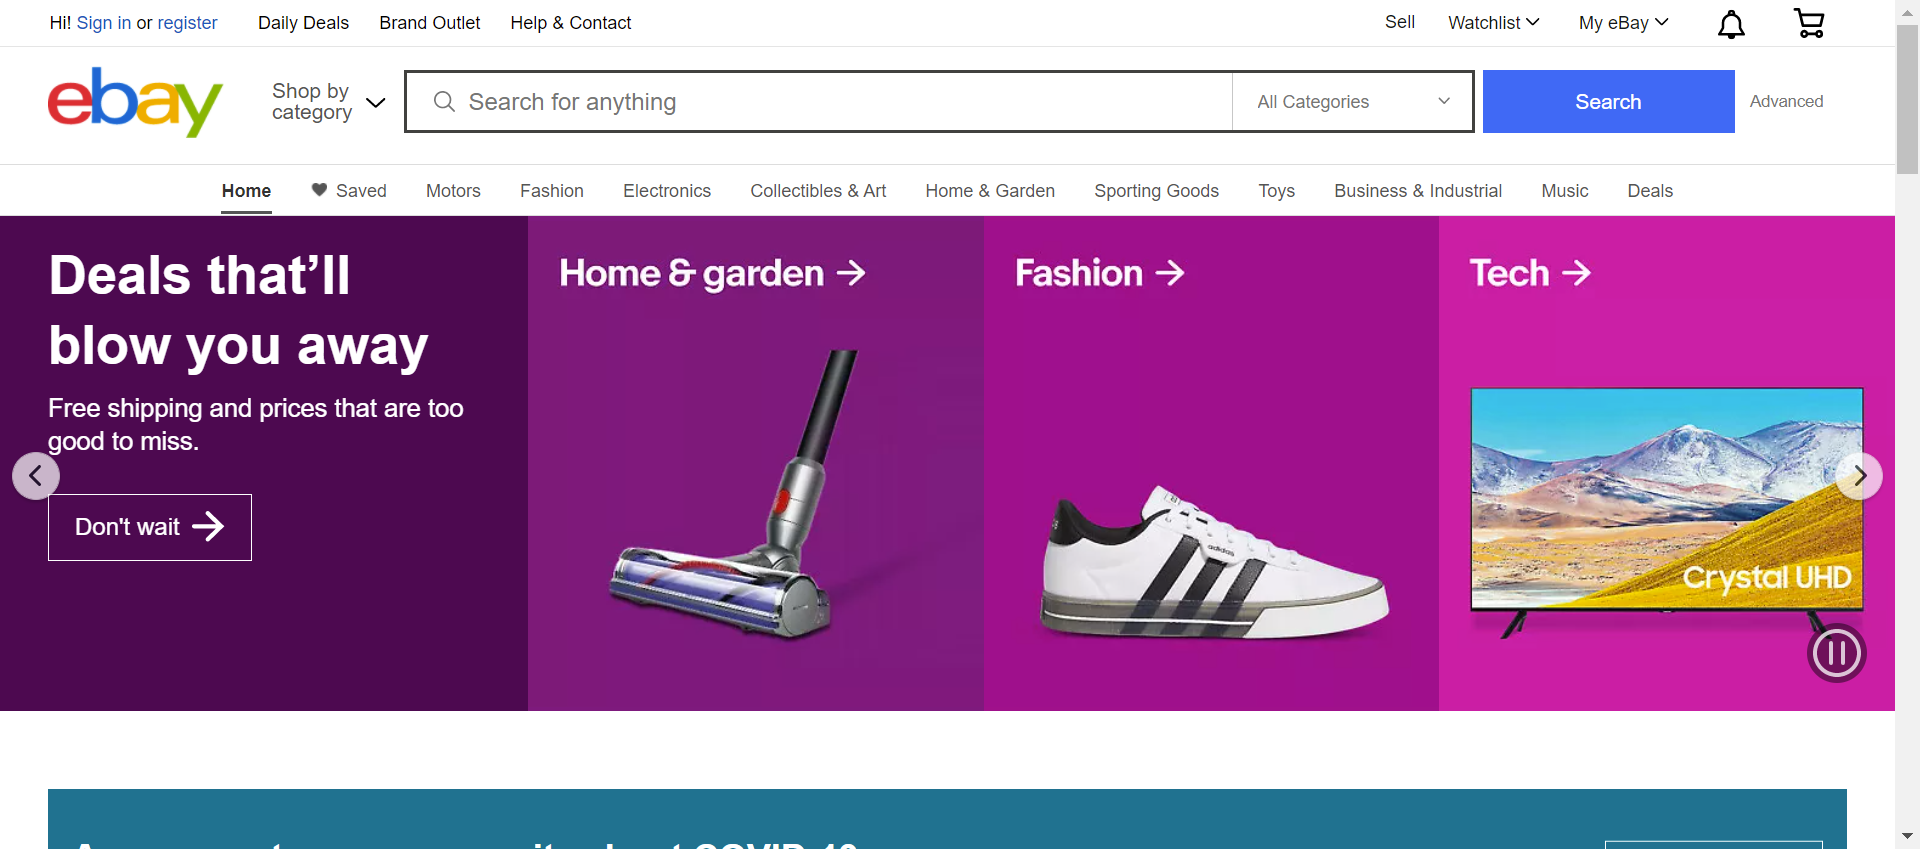 Hi! Sign in or register Daily Deals Brand Outlet Help & Contact Sell Watchlist My eBay
ebay
Shop by
category
Search for anything
All Categories
Search
Advanced
Home Saved Motors Fashion Electronics Collectibles & Art Home & Garden Sporting Goods Toys Business & Industrial Music Deals
Deals that’ll
blow you away
Free shipping and prices that are too
good to miss.
Don't wait
Home & garden
Fashion
adidas
Tech
Crystal UHD